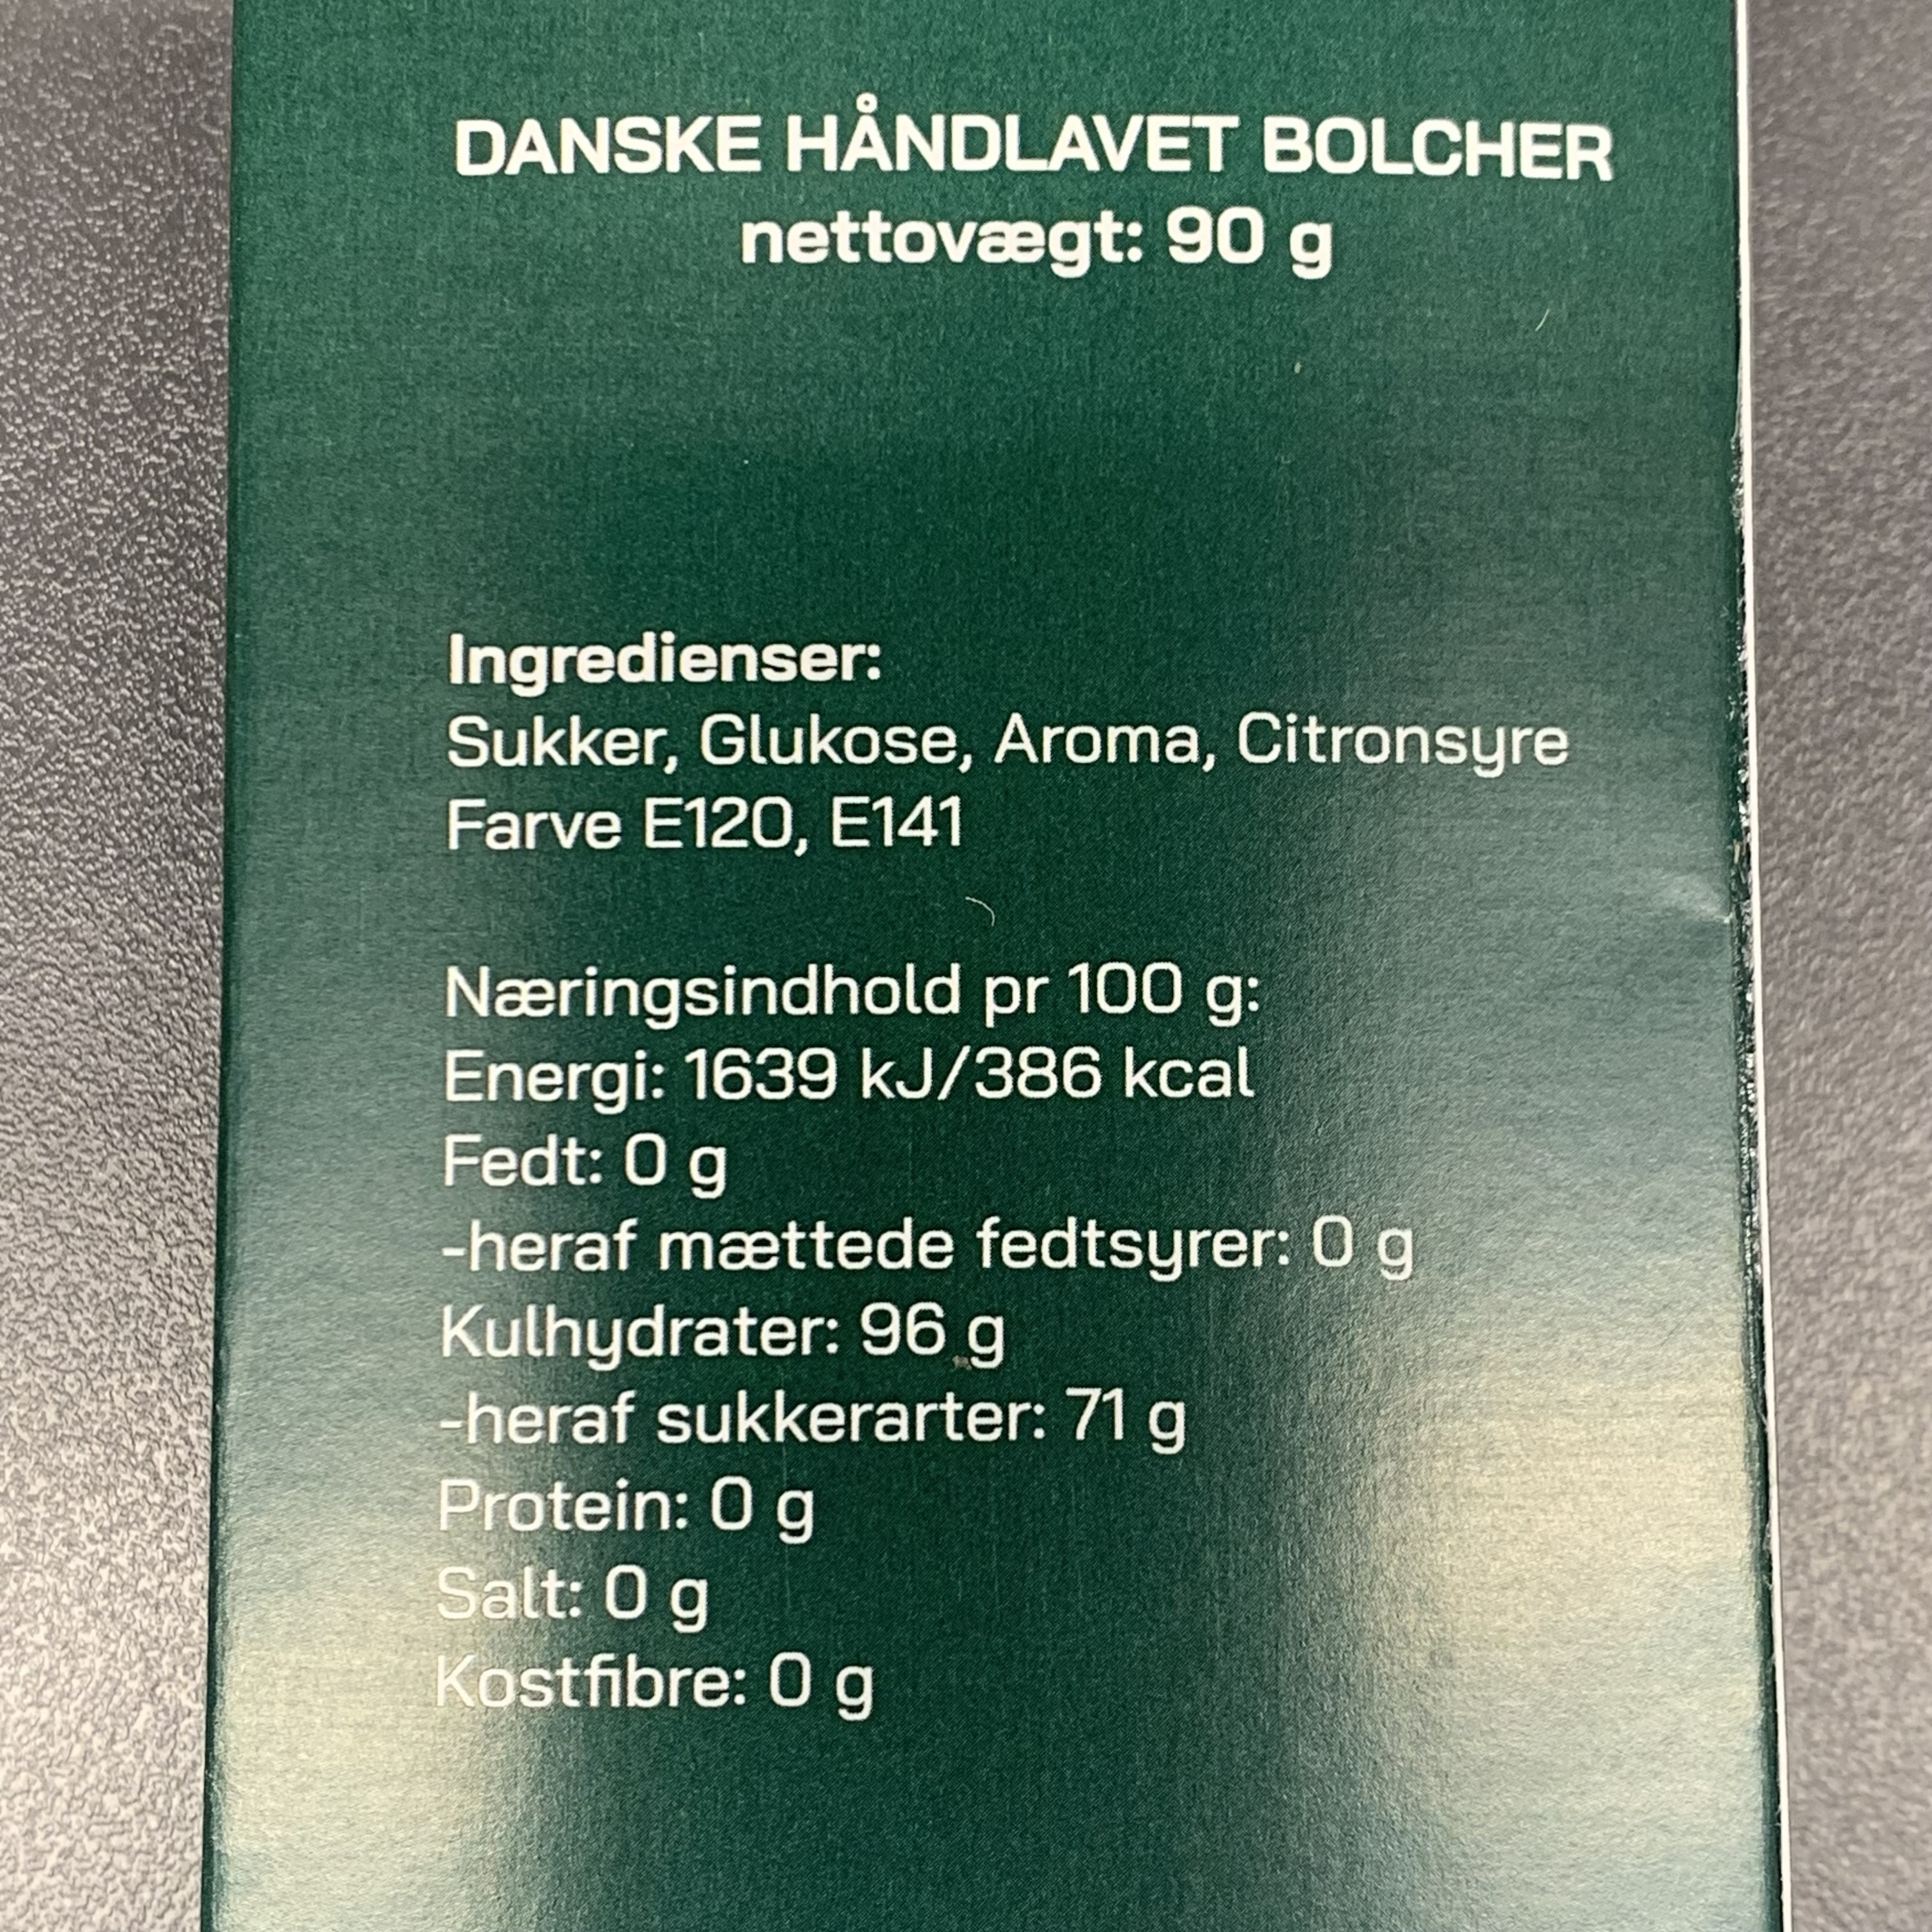 DANSKE HÅNDLAVET BOLCHER
nettovægt: 90 g
Ingredienser:
Sukker, Glukose, Aroma, Citronsyre
Farve E120, E141
Næringsindhold pr 100 g:
Energi: 1639 kJ/386 kcal
Fedt: 0 g
-heraf mættede fedtsyrer: 0 g
Kulhydrater: 96 g
-heraf sukkerarter: 71 g
Protein: 0 g
Salt: 0 g
Kostfibre: 0 g